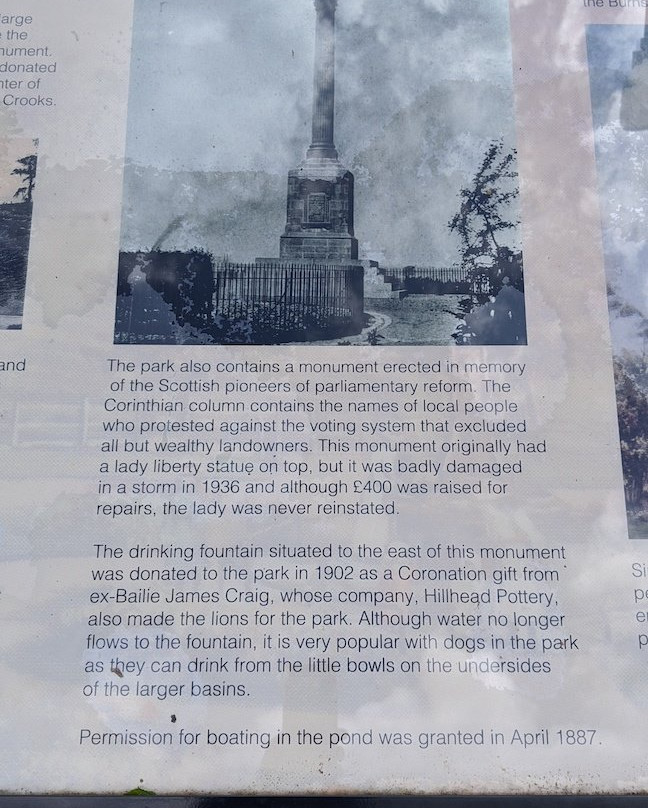 large
e the
nument.
donated
nter of
Crooks.
the Burns
and
The park also contains a monument erected in memory
of the Scottish pioneers of parliamentary reform. The
Corinthian column contains the names of local people
who protested against the voting system that excluded
all but wealthy landowners. This monument originally had
a lady liberty statue on top, but it was badly damaged
in a storm in 1936 and although £400 was raised for
repairs, the lady was never reinstated.
The drinking fountain situated to the east of this monument
was donated to the park in 1902 as a Coronation gift from
ex-Bailie James Craig, whose company, Hillhead Pottery,
also made the lions for the park. Although water no longer
flows to the fountain, it is very popular with dogs in the park
as they can drink from the little bowls on the undersides
of the larger basins.
Permission for boating in the pond was granted in April 1887.
Si
pe
er
p